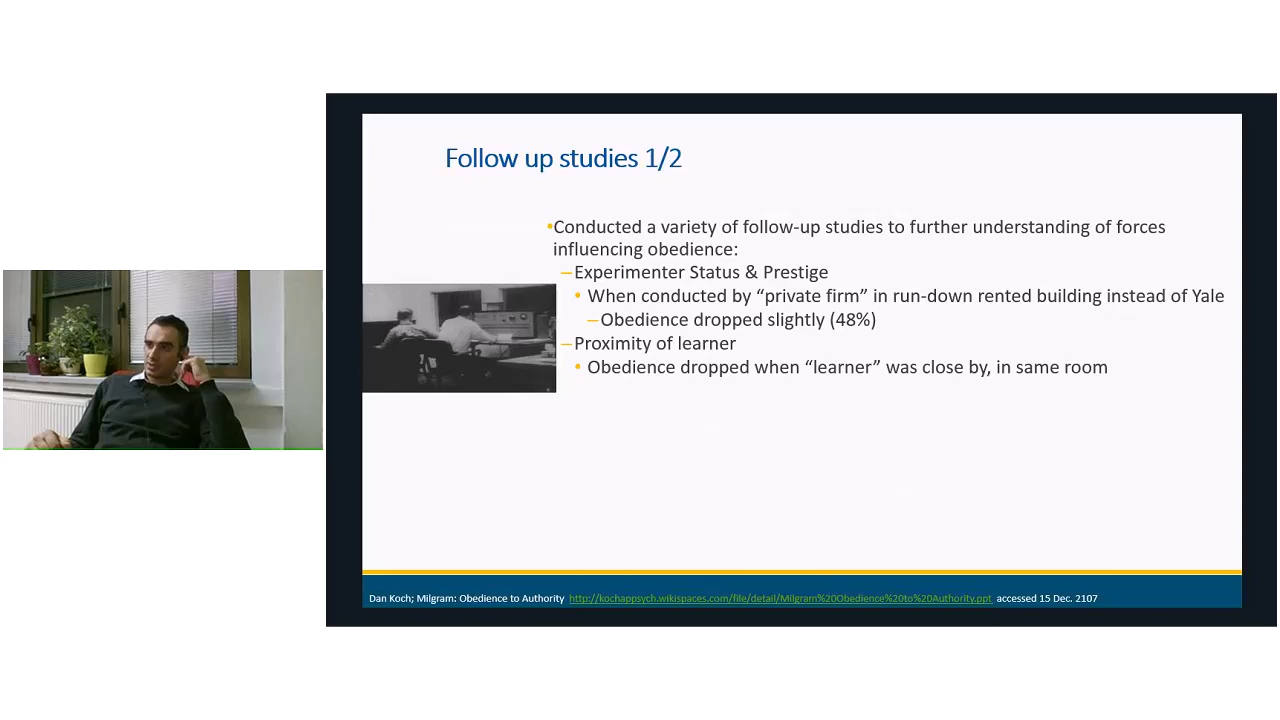 Follow up studies 1/2
•Conducted a variety of follow-up studies to further understanding of forces
influencing obedience:
–Experimenter Status & Prestige
• When conducted by “private firm” in run-down rented building instead of Yale
–Obedience dropped slightly (48%)
–Proximity of learner
• Obedience dropped when “learner” was close by, in same room
Dan Koch; Milgram: Obedience to Authority http://kochappsych.wikispaces.com/file/detail/Milgram%20Obedience%20to%20Authority.ppt accessed 15 Dec. 2107